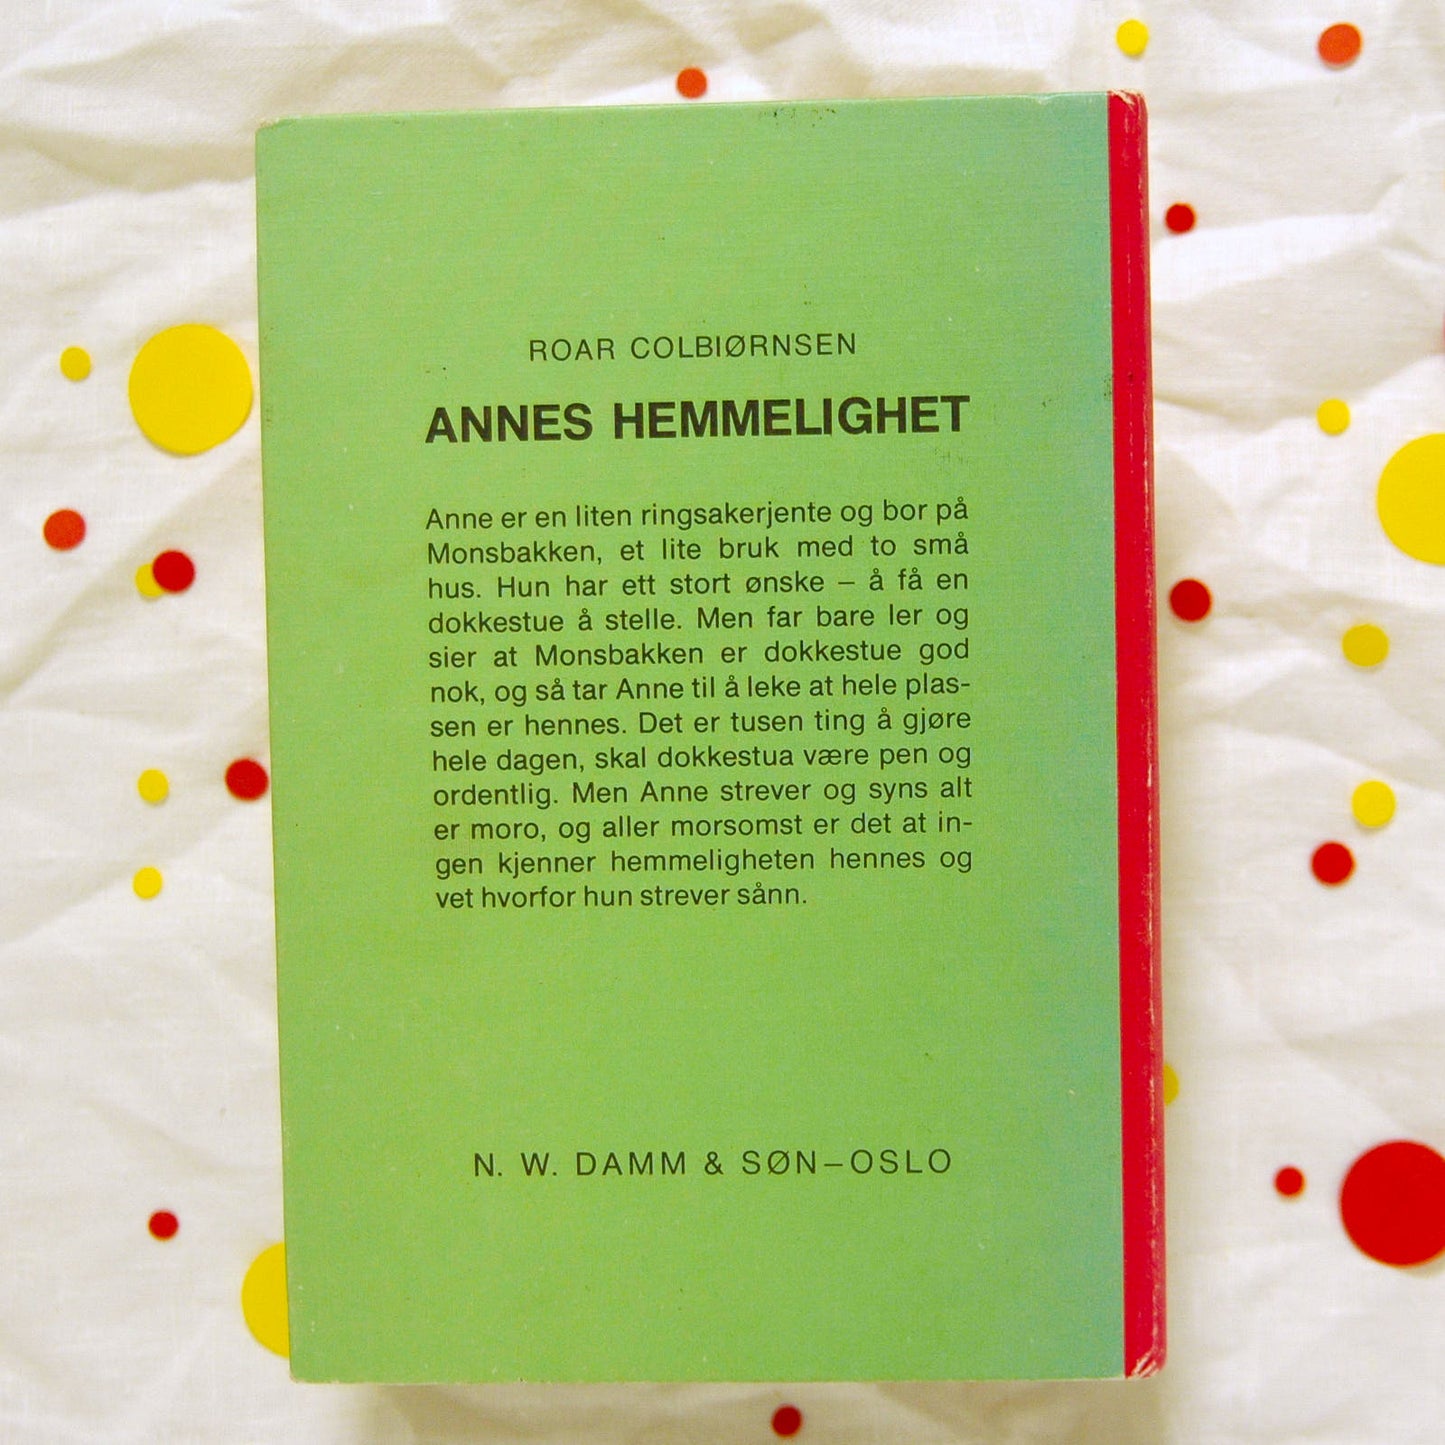 ROAR COLBIØRNSEN
ANNES HEMMELIGHET
Anne er en liten ringsakerjente og bor på
Monsbakken, et lite bruk med to små
hus. Hun har ett stort ønske – å få en
dokkestue å stelle. Men far bare ler og
sier at Monsbakken er dokkestue god
nok, og så tar Anne til å leke at hele plas-
sen er hennes. Det er tusen ting å gjøre
hele dagen, skal dokkestua være pen og
ordentlig. Men Anne strever og syns alt
er moro, og aller morsomst er det at in-
gen kjenner hemmeligheten hennes og
vet hvorfor hun strever sånn.
N. W. DAMM & SØN–OSLO